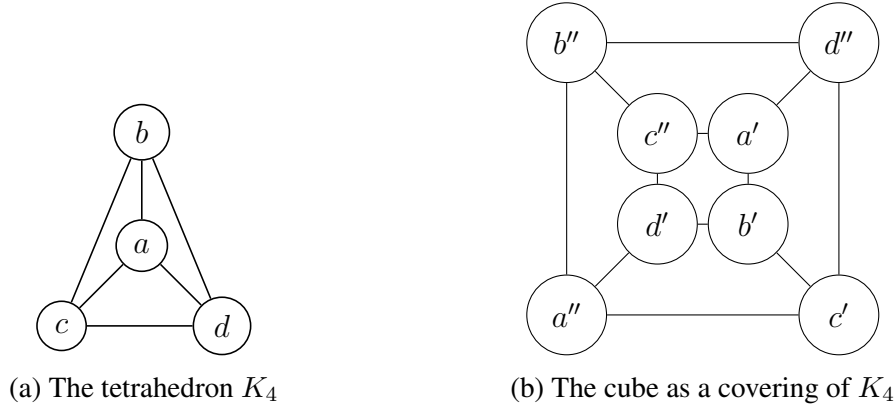 b
a
c d
(a) The tetrahedron K₄
b″ d″
c″ a′
d′ b′
a″ c′
(b) The cube as a covering of K₄